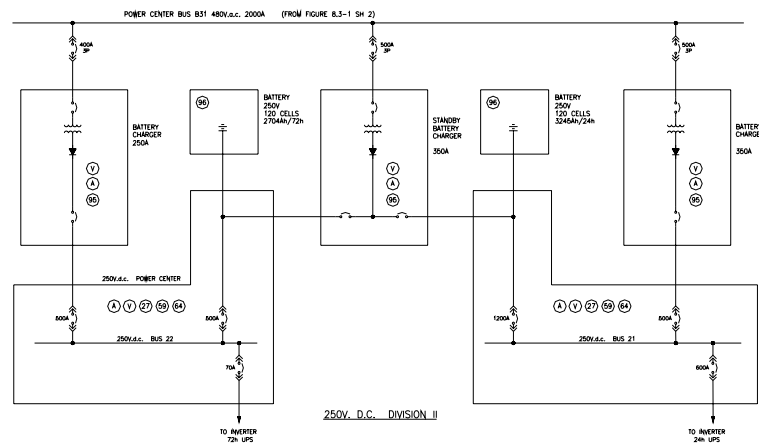 POWER CENTER BUS B31 480V.a.c. 2000A (FROM FIGURE 8.3-1 SH 2)
400A
3P
500A
3P
500A
3P
96
BATTERY
250V
120 CELLS
2704Ah/72h
96
BATTERY
250V
120 CELLS
3245Ah/24h
BATTERY
CHARGER
250A
STANDBY
BATTERY
CHARGER
350A
BATTERY
CHARGE
350A
V
A
95
V
A
95
V
A
95
250V.d.c. POWER CENTER
A V 27 59 64
A V 27 59 64
800A
800A
1200A
800A
250V.d.c. BUS 22
250V.d.c. BUS 21
70A
600A
TO INVERTER
72h UPS
250V. D.C. DIVISION II
TO INVERTER
24h UPS